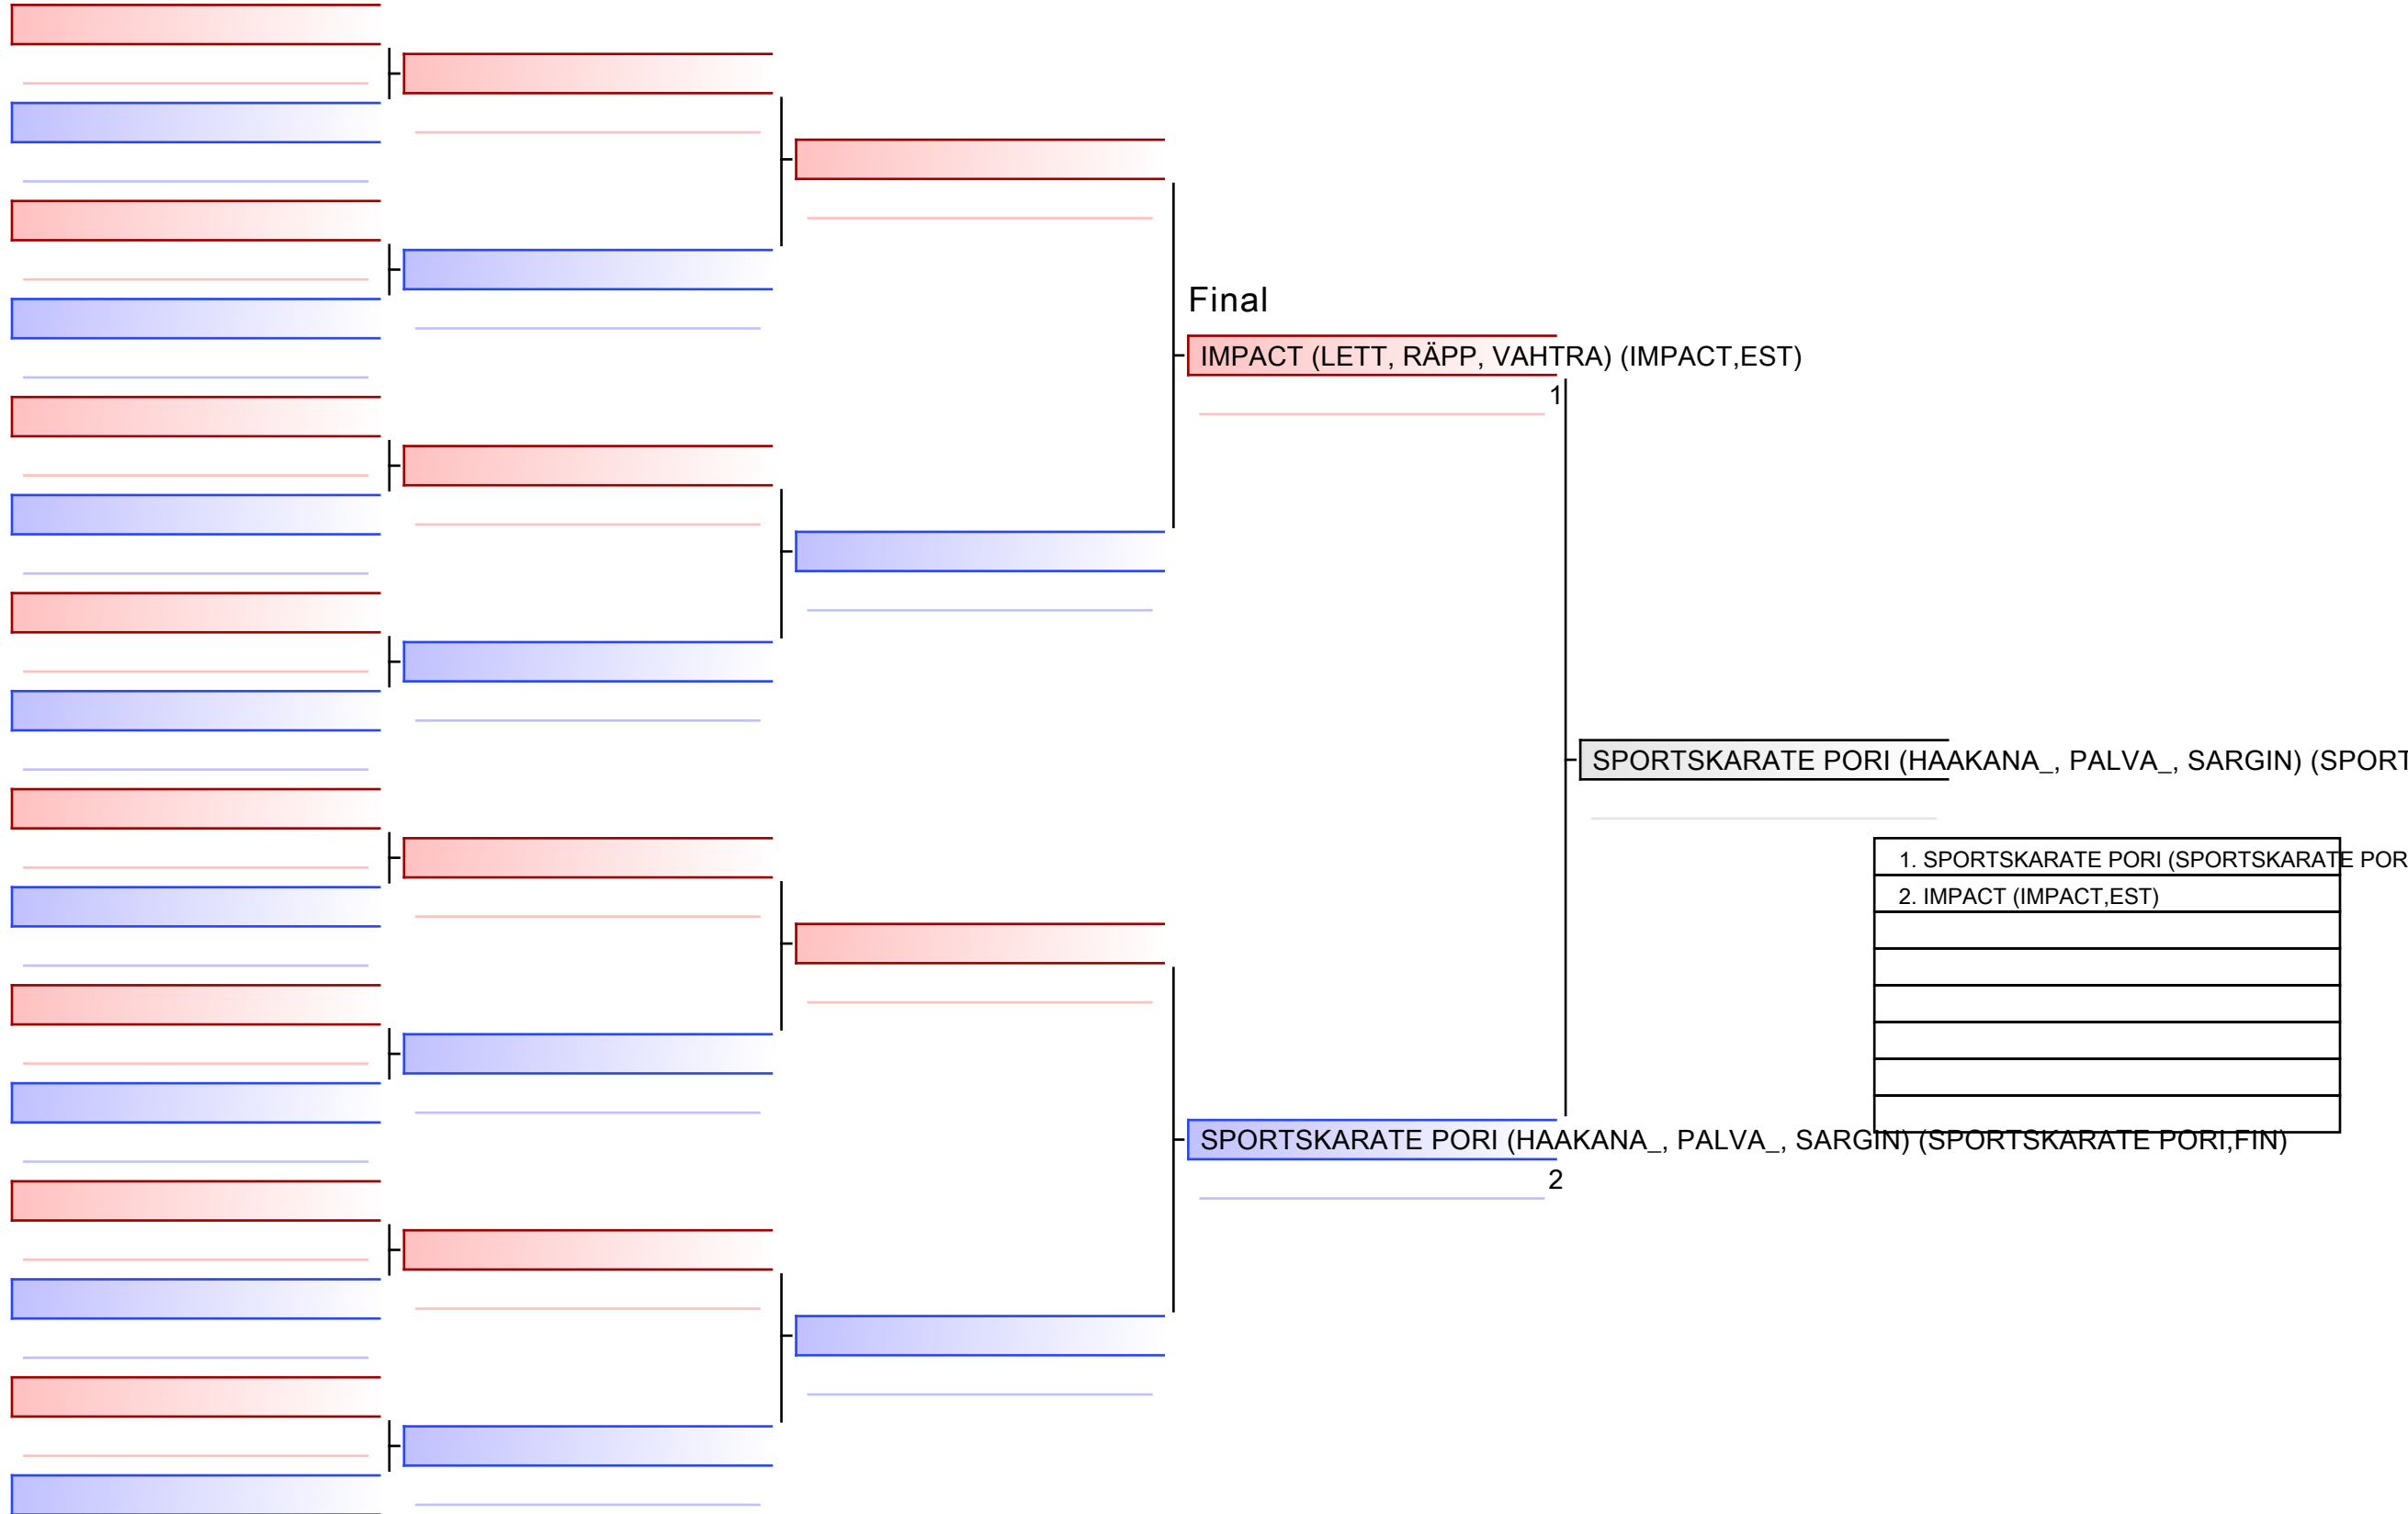 Final
IMPACT (LETT, RÄPP, VAHTRA) (IMPACT,EST)
1
SPORTSKARATE PORI (HAAKANA_, PALVA_, SARGIN) (SPORT
1. SPORTSKARATE PORI (SPORTSKARATE POR
2. IMPACT (IMPACT,EST)
SPORTSKARATE PORI (HAAKANA_, PALVA_, SARGIN) (SPORTSKARATE PORI,FIN)
2